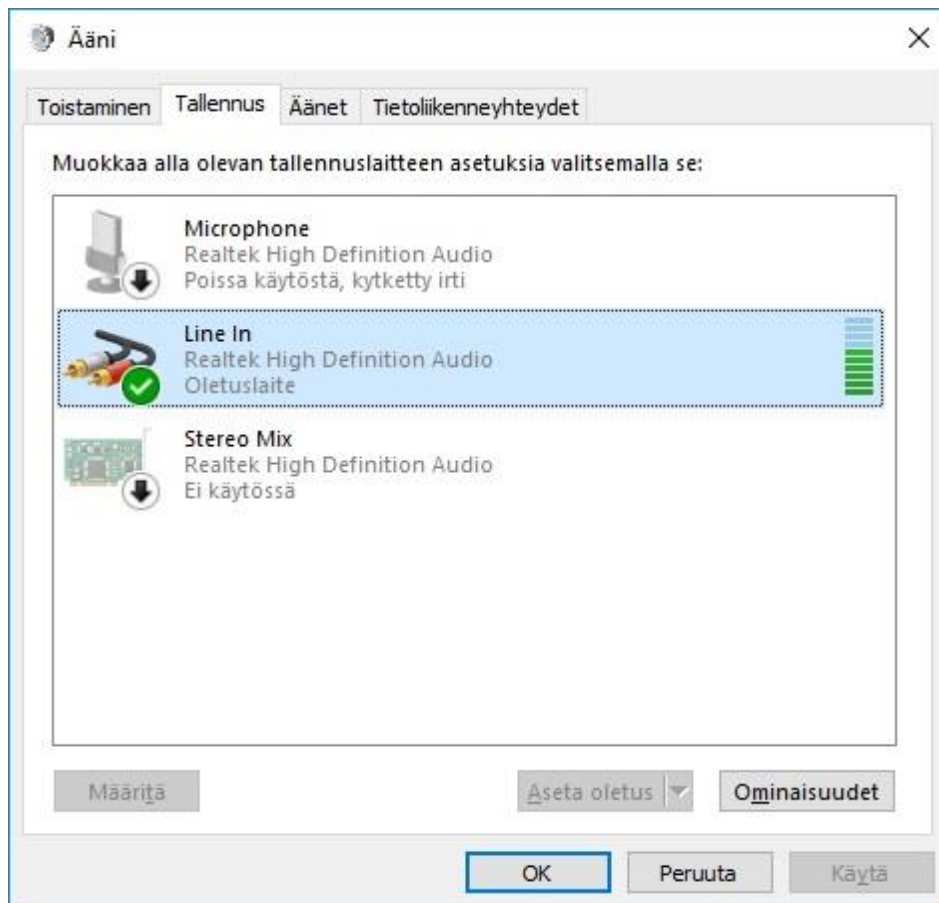 Ääni
Toistaminen Tallennus Äänet Tietoliikenneyhteydet
Muokkaa alla olevan tallennuslaitteen asetuksia valitsemalla se:
Microphone
Realtek High Definition Audio
Poissa käytöstä, kytketty irti
Line In
Realtek High Definition Audio
Oletuslaite
Stereo Mix
Realtek High Definition Audio
Ei käytössä
Määritä Aseta oletus Ominaisuudet
OK Peruuta Käytä